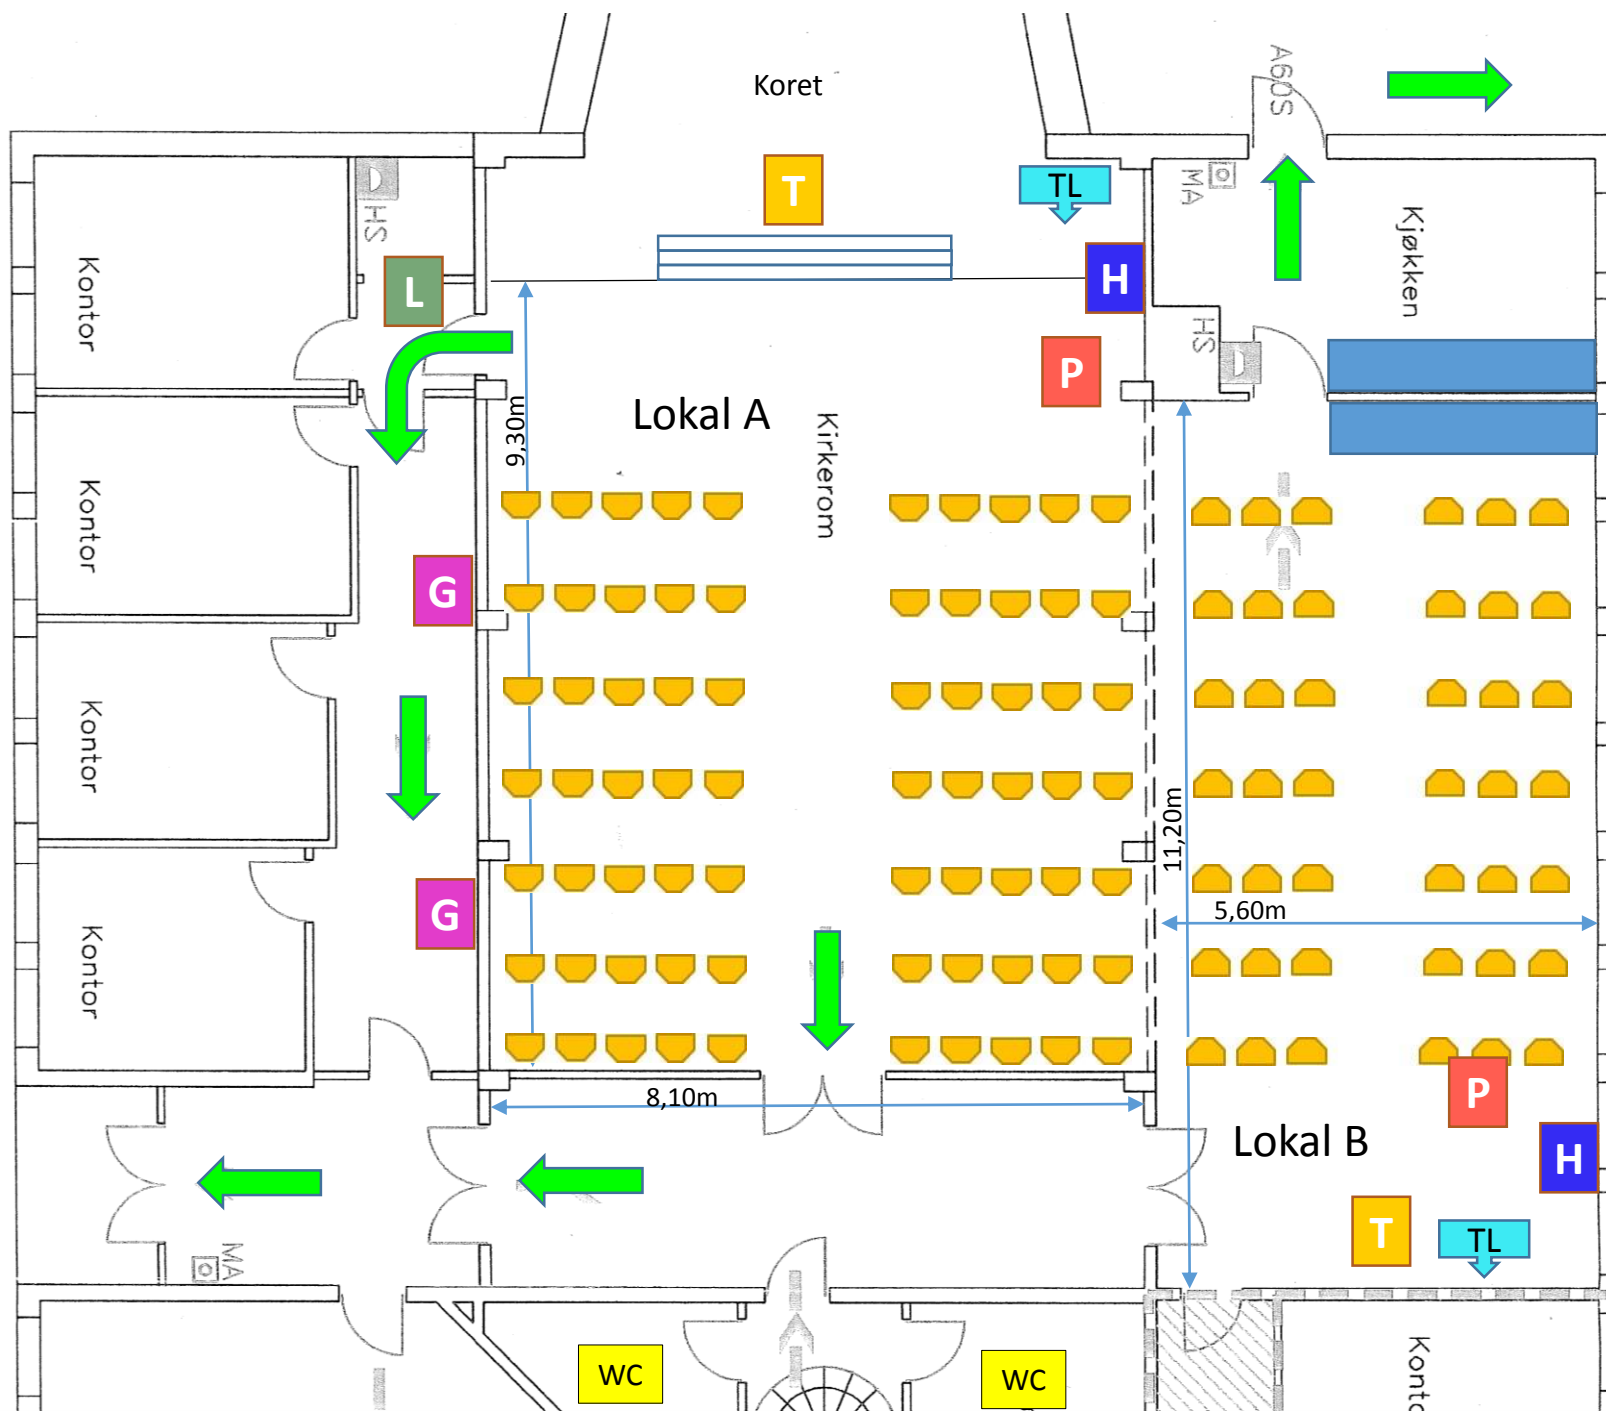 Koret
A60S
T
TL
MA
HS
Kjøkken
Kontor
L
H
HS
P
Lokal A
9,30m
Kirkerom
Kontor
G
Kontor
11,20m
G
5,60m
Kontor
P
8,10m
Lokal B
H
T
TL
MA
WC
WC
Konto